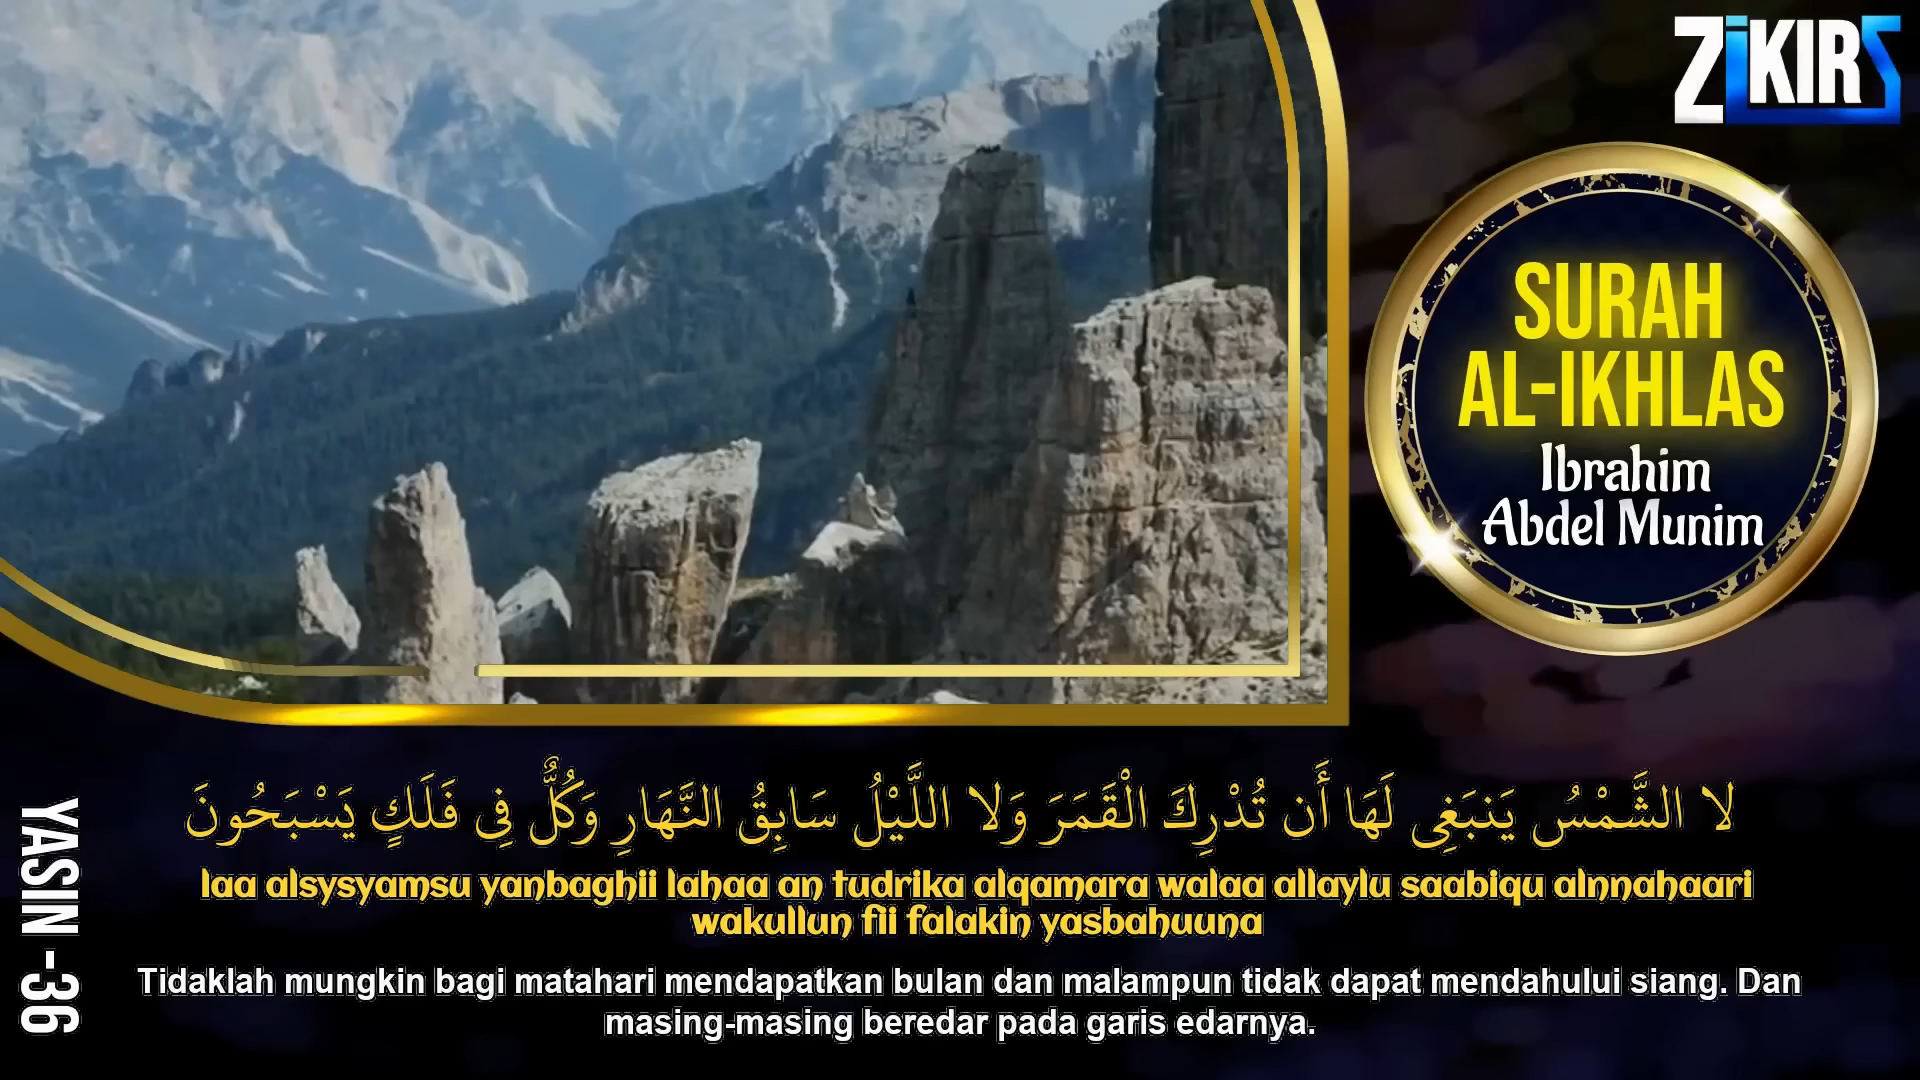 ZiKIRS
SURAH
AL-IKHLAS
Ibrahim
Abdel Munim
لا الشَّمْسُ يَنبَغِي لَهَا أَن تُدْرِكَ الْقَمَرَ وَلا اللَّيْلُ سَابِقُ النَّهَارِ وَكُلٌّ فِي فَلَكٍ يَسْبَحُونَ
laa alsysyamsu yanbaghii lahaa an tudrika alqamara walaa allaylu saabiqu alnnahaari
wakullun fii falakin yasbahuuna
Tidaklah mungkin bagi matahari mendapatkan bulan dan malampun tidak dapat mendahului siang. Dan
masing-masing beredar pada garis edarnya.
YASIN -36